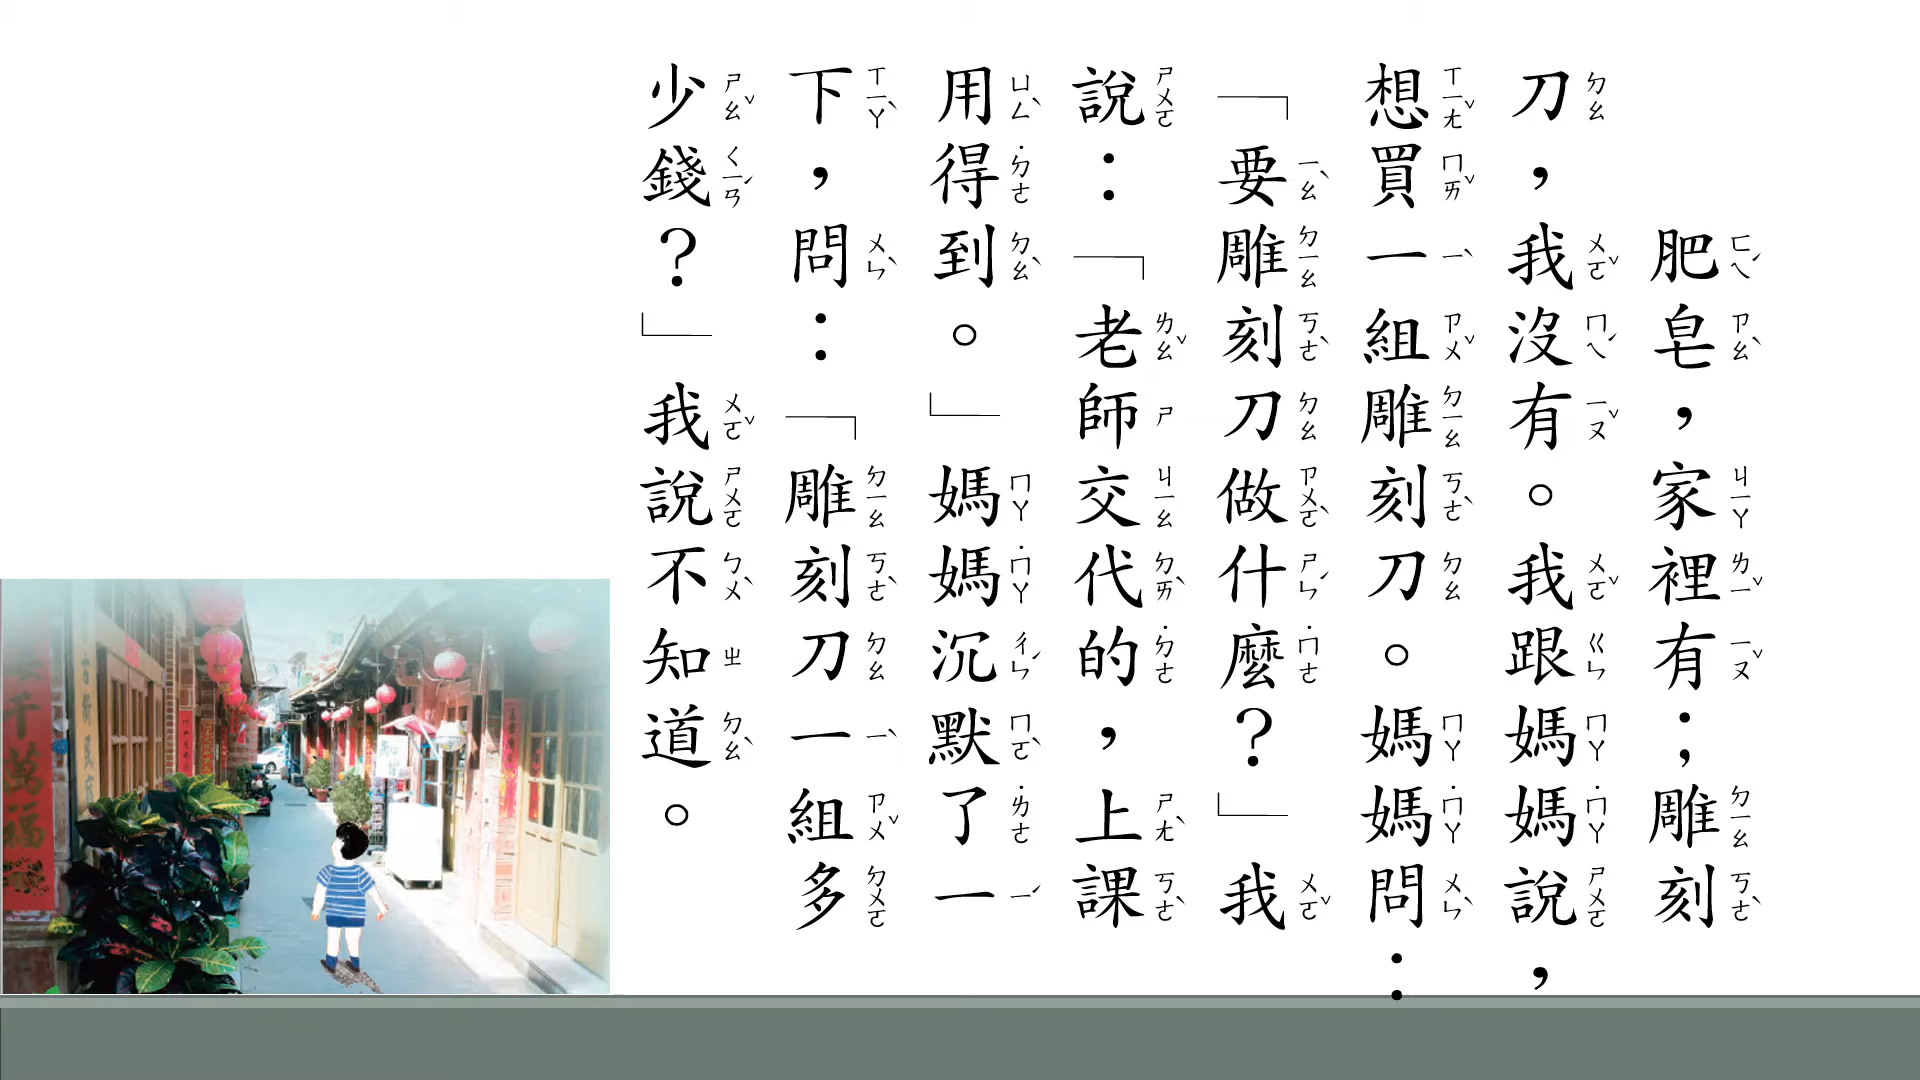 肥皂，家裡有；雕刻
刀，我沒有。我跟媽媽說，
想買一組雕刻刀。媽媽問：
「要雕刻刀做什麼？」我
說：「老師交代的，上課
用得到。」媽媽沉默了一
下，問：「雕刻刀一組多
少錢？」我說不知道。
千萬福